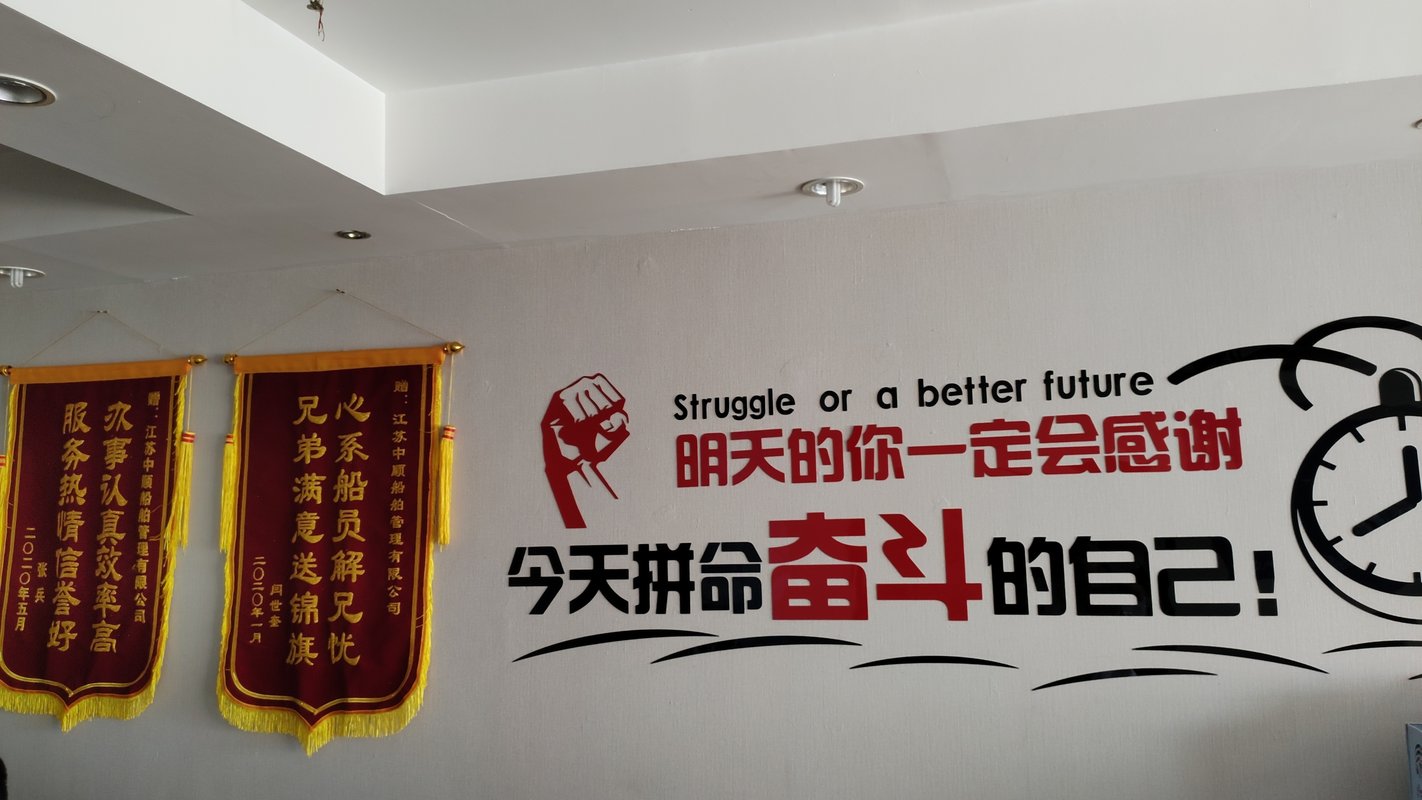 赠：江苏中顺船舶管理有限公司
办事认真效率高
服务热情信誉好
张兵
二〇二〇年五月
赠：江苏中顺船舶管理有限公司
心系船员解兄忧
兄弟满意送锦旗
二〇二〇年一月
Struggle or a better future
明天的你一定会感谢
今天拼命奋斗的自己！